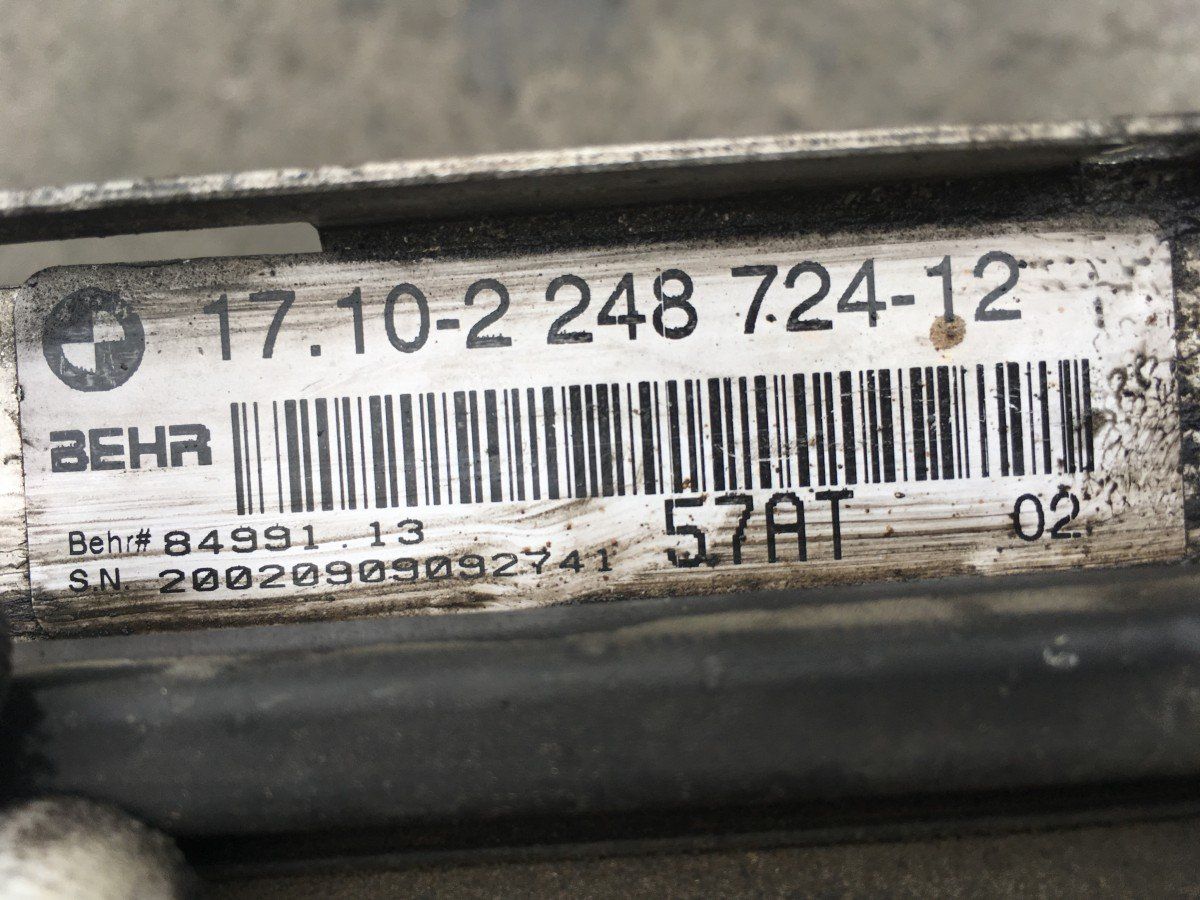 17.10-2 248 724-12
BEHR
Behr# 84991.13
57AT
02
S.N. 20020909092741